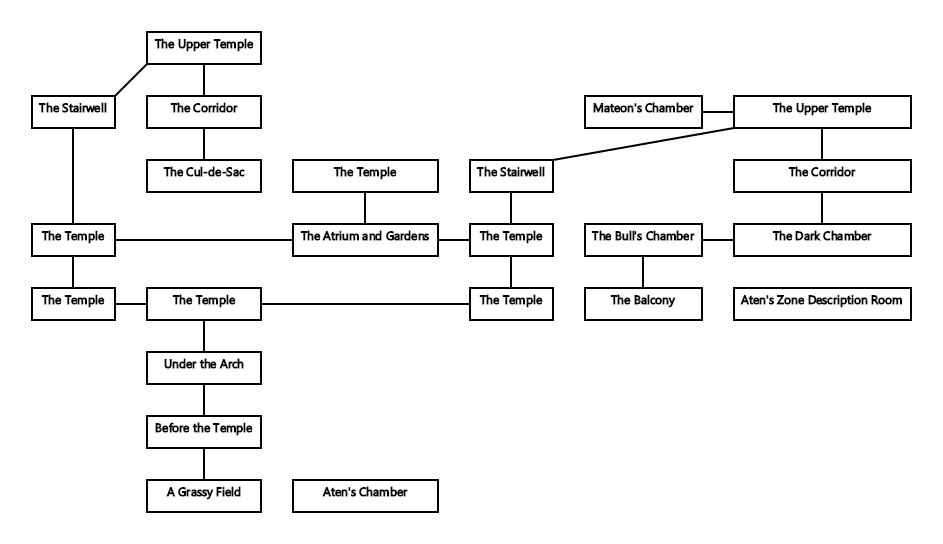 The Upper Temple
The Stairwell
The Corridor
Mateon's Chamber
The Upper Temple
The Cul-de-Sac
The Temple
The Stairwell
The Corridor
The Temple
The Atrium and Gardens
The Temple
The Bull's Chamber
The Dark Chamber
The Temple
The Temple
The Temple
The Balcony
Aten's Zone Description Room
Under the Arch
Before the Temple
A Grassy Field
Aten's Chamber